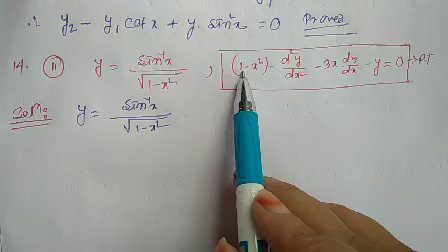 ∴ y₂ − y₁ cotx + y sin²x = 0 Proved
14. (ii) y = sin⁻¹x / √(1−x²) ; (1−x²) − d²y/dx² − 3x dy/dx − y = 0 → P.T.
Soln: y = sin⁻¹x / √(1−x²)